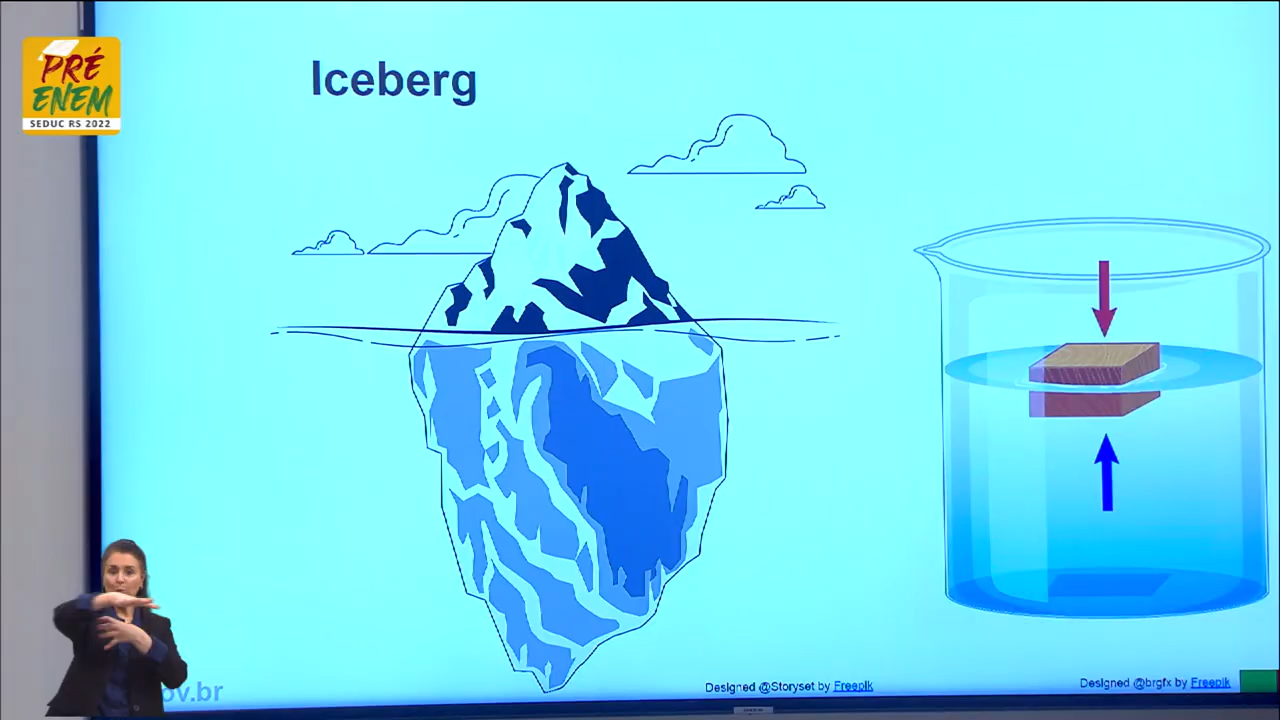 PRÉ
ENEM
SEDUC RS 2022
Iceberg
ov.br
Designed @Storyset by Freepik
Designed @brgfx by Freepik